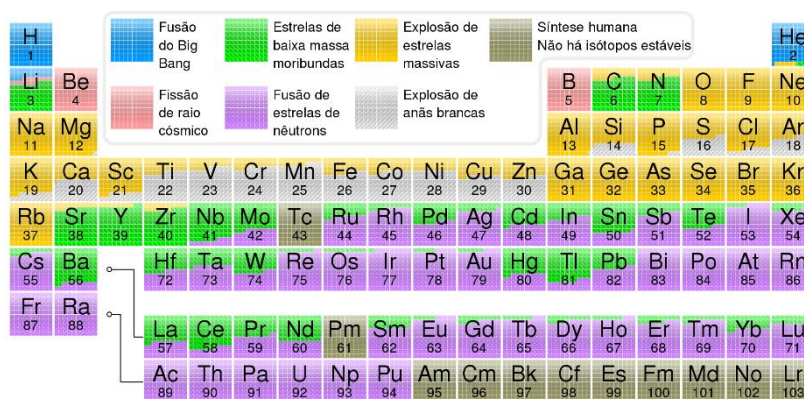 H He
1 2
Fusão do Big Bang
Estrelas de baixa massa moribundas
Explosão de estrelas massivas
Síntese humana Não há isótopos estáveis
Fissão de raio cósmico
Fusão de estrelas de nêutrons
Explosão de anãs brancas
Li Be B C N O F Ne
3 4 5 6 7 8 9 10
Na Mg Al Si P S Cl Ar
11 12 13 14 15 16 17 18
K Ca Sc Ti V Cr Mn Fe Co Ni Cu Zn Ga Ge As Se Br Kr
19 20 21 22 23 24 25 26 27 28 29 30 31 32 33 34 35 36
Rb Sr Y Zr Nb Mo Tc Ru Rh Pd Ag Cd In Sn Sb Te I Xe
37 38 39 40 41 42 43 44 45 46 47 48 49 50 51 52 53 54
Cs Ba Hf Ta W Re Os Ir Pt Au Hg Tl Pb Bi Po At Rn
55 56 72 73 74 75 76 77 78 79 80 81 82 83 84 85 86
Fr Ra
87 88
La Ce Pr Nd Pm Sm Eu Gd Tb Dy Ho Er Tm Yb Lu
57 58 59 60 61 62 63 64 65 66 67 68 69 70 71
Ac Th Pa U Np Pu Am Cm Bk Cf Es Fm Md No Lr
89 90 91 92 93 94 95 96 97 98 99 100 101 102 103